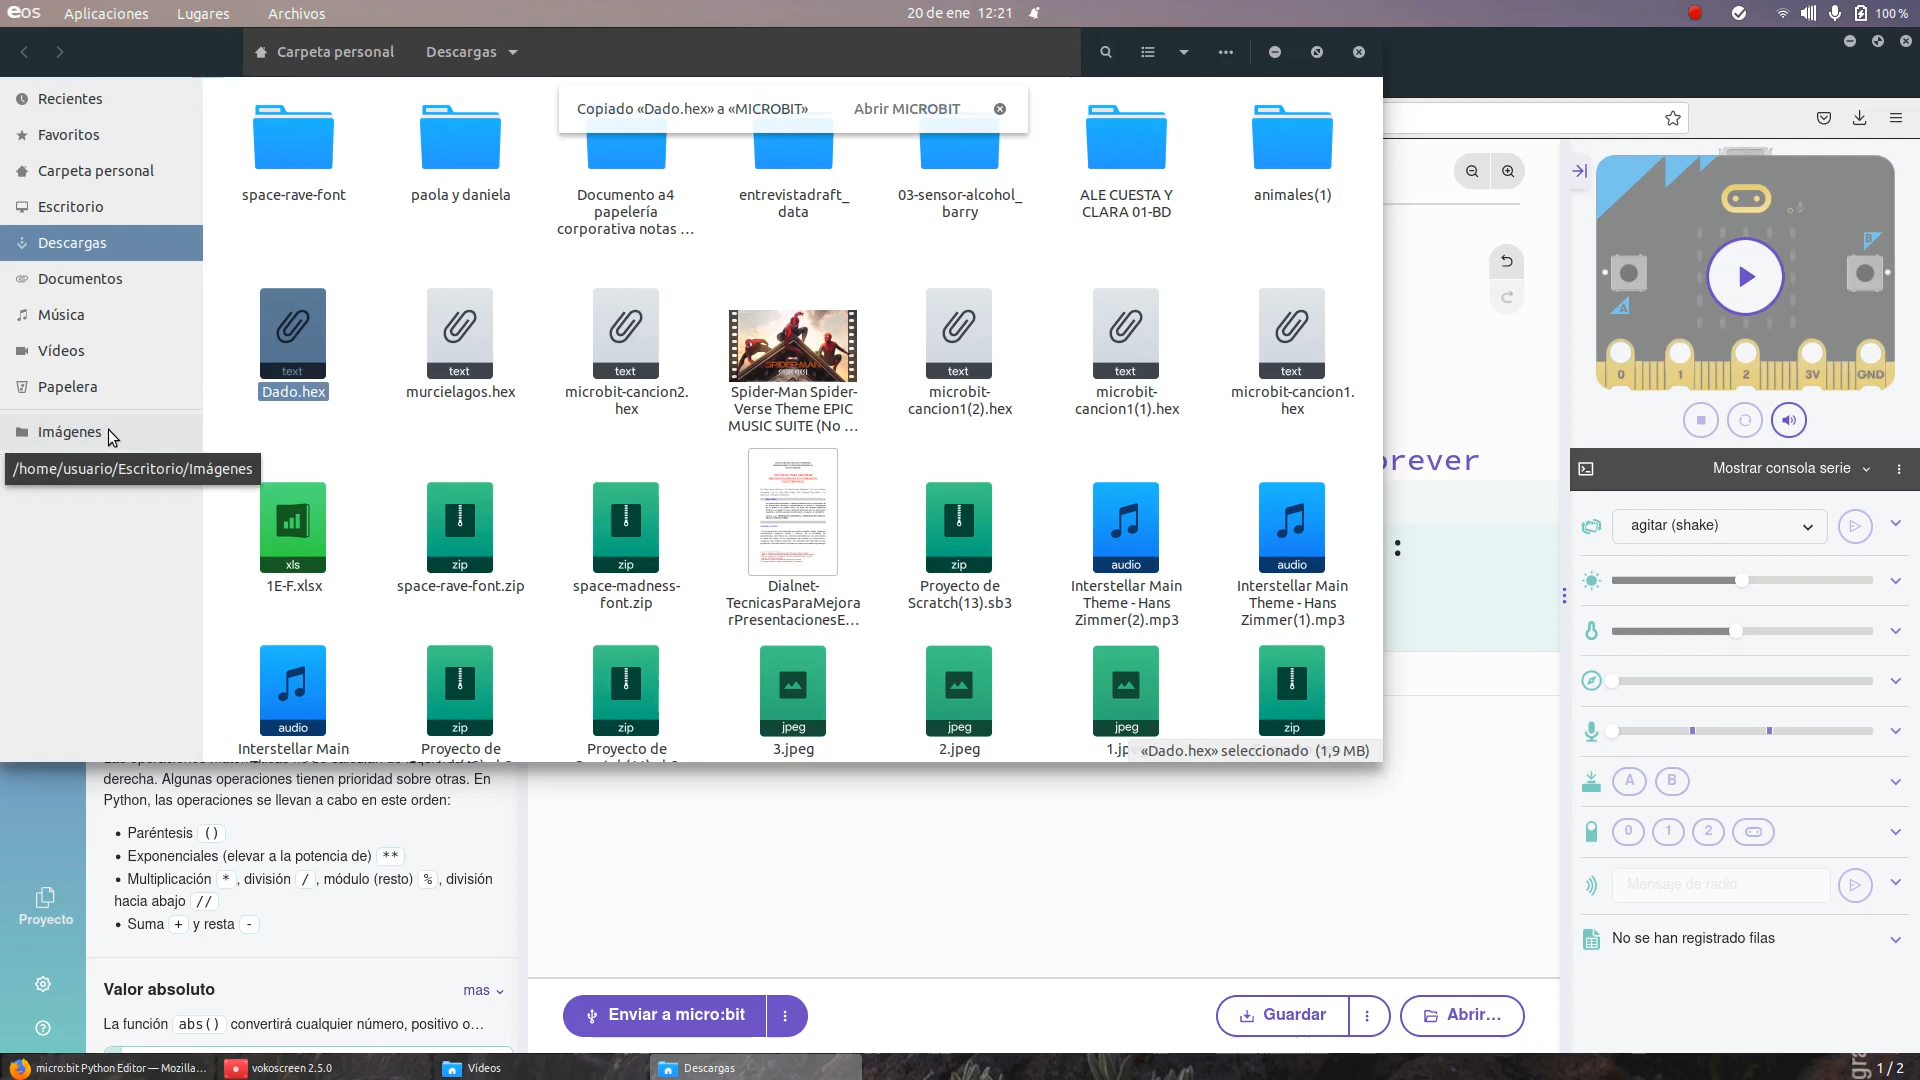 eos Aplicaciones Lugares Archivos
20 de ene 12:21
100 %
Carpeta personal Descargas
Recientes
Favoritos
Carpeta personal
Escritorio
Descargas
Documentos
Música
Vídeos
Papelera
Imágenes
/home/usuario/Escritorio/Imágenes
Copiado «Dado.hex» a «MICROBIT» Abrir MICROBIT
space-rave-font
paola y daniela
Documento a4
papelería
corporativa notas …
entrevistadraft_
data
03-sensor-alcohol_
barry
ALE CUESTA Y
CLARA 01-BD
animales(1)
text
Dado.hex
text
murcielagos.hex
text
microbit-cancion2.
hex
Spider-Man Spider-
Verse Theme EPIC
MUSIC SUITE (No …
text
microbit-
cancion1(2).hex
text
microbit-
cancion1(1).hex
text
microbit-cancion1.
hex
xls
1E-F.xlsx
zip
space-rave-font.zip
zip
space-madness-
font.zip
Dialnet-
TecnicasParaMejora
rPresentacionesE…
zip
Proyecto de
Scratch(13).sb3
audio
Interstellar Main
Theme - Hans
Zimmer(2).mp3
audio
Interstellar Main
Theme - Hans
Zimmer(1).mp3
audio
Interstellar Main
zip
Proyecto de
zip
Proyecto de
jpeg
3.jpeg
jpeg
2.jpeg
jpeg
1.jp
zip
«Dado.hex» seleccionado (1,9 MB)
orever
:
B
A
0 1 2 3V GND
Mostrar consola serie
agitar (shake)
A B
0 1 2
Mensaje de radio
No se han registrado filas
derecha. Algunas operaciones tienen prioridad sobre otras. En
Python, las operaciones se llevan a cabo en este orden:
• Paréntesis ()
• Exponenciales (elevar a la potencia de) **
• Multiplicación *, división /, módulo (resto) %, división
hacia abajo //
• Suma + y resta -
Proyecto
Valor absoluto mas
La función abs() convertirá cualquier número, positivo o…
Enviar a micro:bit
Guardar
Abrir...
micro:bit Python Editor — Mozilla... vokoscreen 2.5.0 Vídeos Descargas 1 / 2